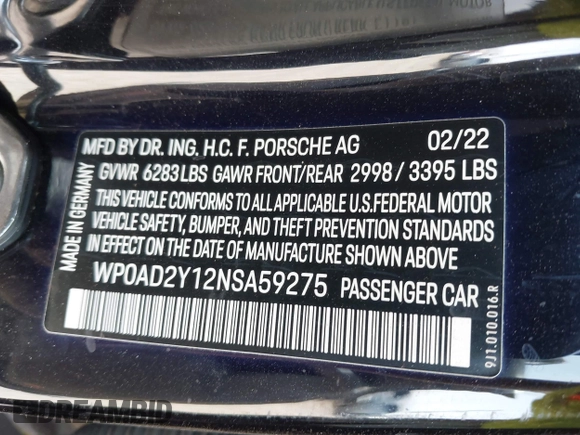 MFD BY DR. ING. H.C. F. PORSCHE AG 02/22
GVWR 6283 LBS GAWR FRONT/REAR 2998 / 3395 LBS
THIS VEHICLE CONFORMS TO ALL APPLICABLE U.S.FEDERAL MOTOR
VEHICLE SAFETY, BUMPER, AND THEFT PREVENTION STANDARDS
IN EFFECT ON THE DATE OF MANUFACTURE SHOWN ABOVE
WP0AD2Y12NSA59275 PASSENGER CAR
MADE IN GERMANY
9J1.010.016.R
DREAMBID